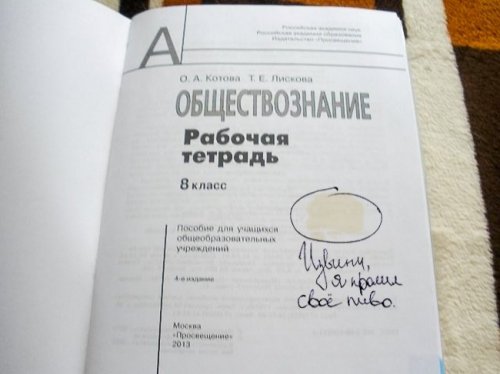 А
Российская академия наук
Российская академия образования
Издательство «Просвещение»
О. А. Котова Т. Е. Лискова
ОБЩЕСТВОЗНАНИЕ
Рабочая
тетрадь
8 класс
Пособие для учащихся
общеобразовательных
учреждений
4-е издание
Извини,
я пролил
своё пиво.
Москва
«Просвещение»
2013